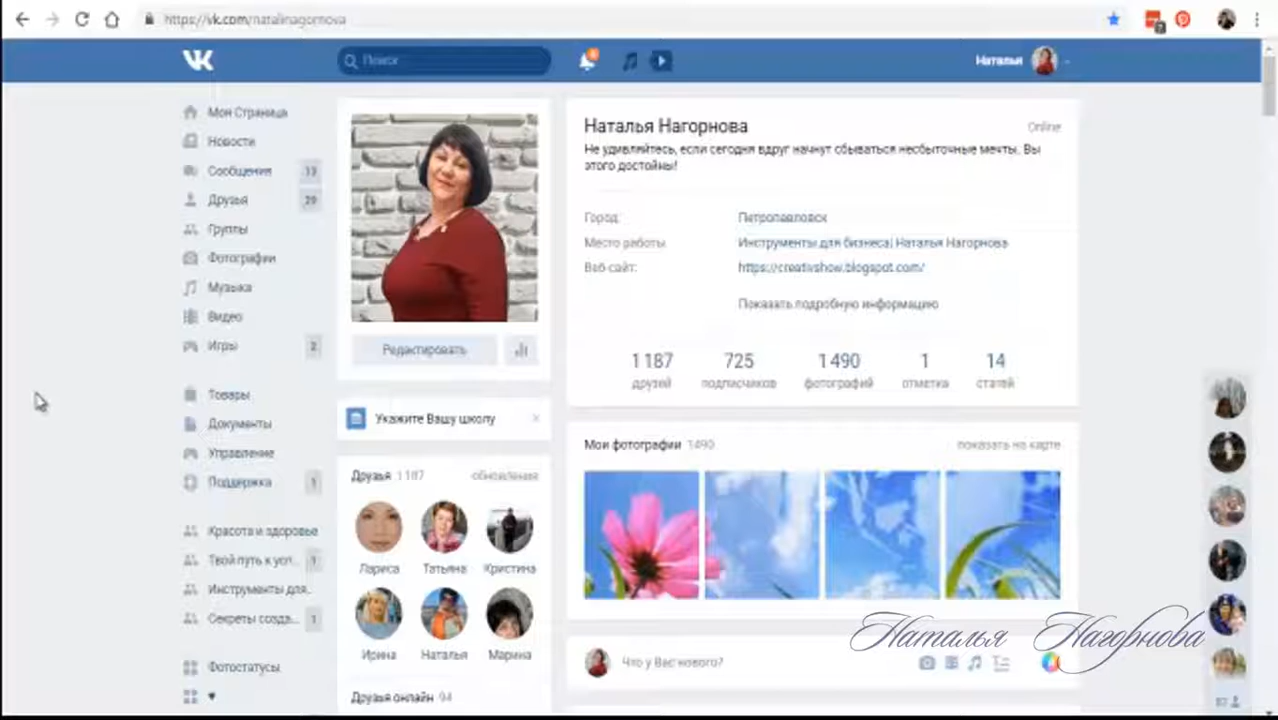 https://vk.com/natalinagornova
Поиск
Наталья
Моя Страница
Новости
Сообщения 13
Друзья 29
Группы
Фотографии
Музыка
Видео
Игры 2
Товары
Документы
Управление
Поддержка 1
Красота и здоровье
Твой путь к усп... 1
Инструменты для..
Секреты созда... 1
Фотостатусы
Редактировать
Укажите Вашу школу
Друзья 1187 обновления
Лариса Татьяна Кристина
Ирина Наталья Марина
Друзья онлайн 94
Наталья Нагорнова
Online
Не удивляйтесь, если сегодня вдруг начнут сбываться несбыточные мечты. Вы
этого достойны!
Город: Петропавловск
Место работы: Инструменты для бизнеса| Наталья Нагорнова
Веб-сайт: https://creativshow.blogspot.com/
Показать подробную информацию
1 187 725 1 490 1 14
друзей подписчиков фотографий отметка статей
Мои фотографии 1490 показать на карте
Что у Вас нового?
Наталья Нагорнова